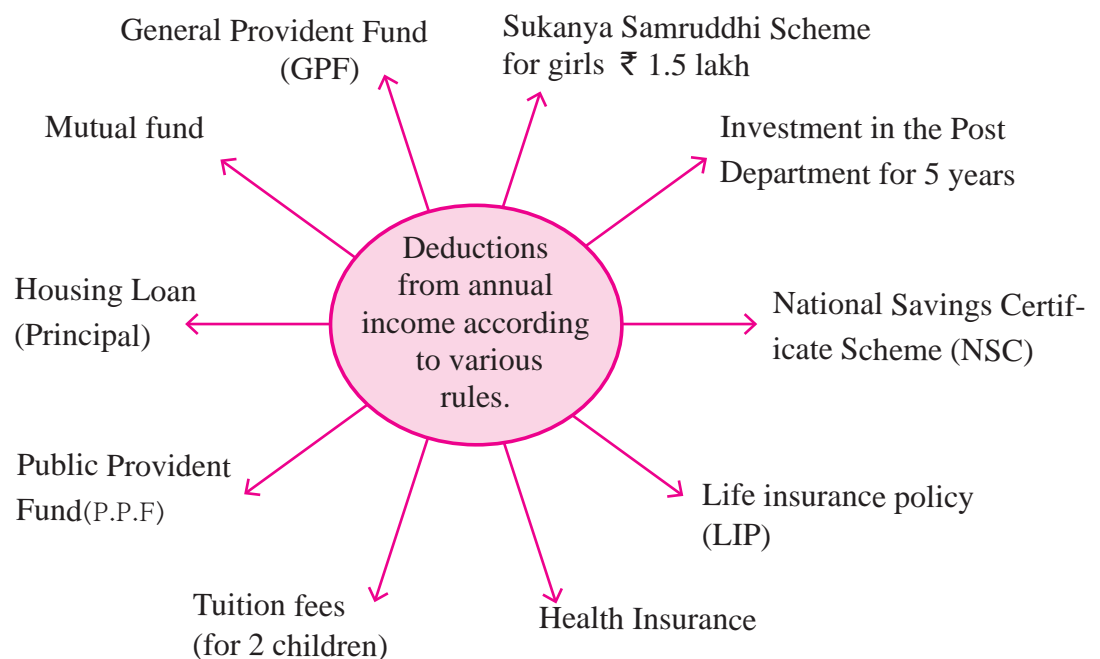 General Provident Fund
(GPF)
Sukanya Samruddhi Scheme
for girls ₹ 1.5 lakh
Mutual fund
Investment in the Post
Department for 5 years
Deductions
from annual
income according
to various
rules.
Housing Loan
(Principal)
National Savings Certif-
icate Scheme (NSC)
Public Provident
Fund(P.P.F)
Life insurance policy
(LIP)
Tuition fees
(for 2 children)
Health Insurance